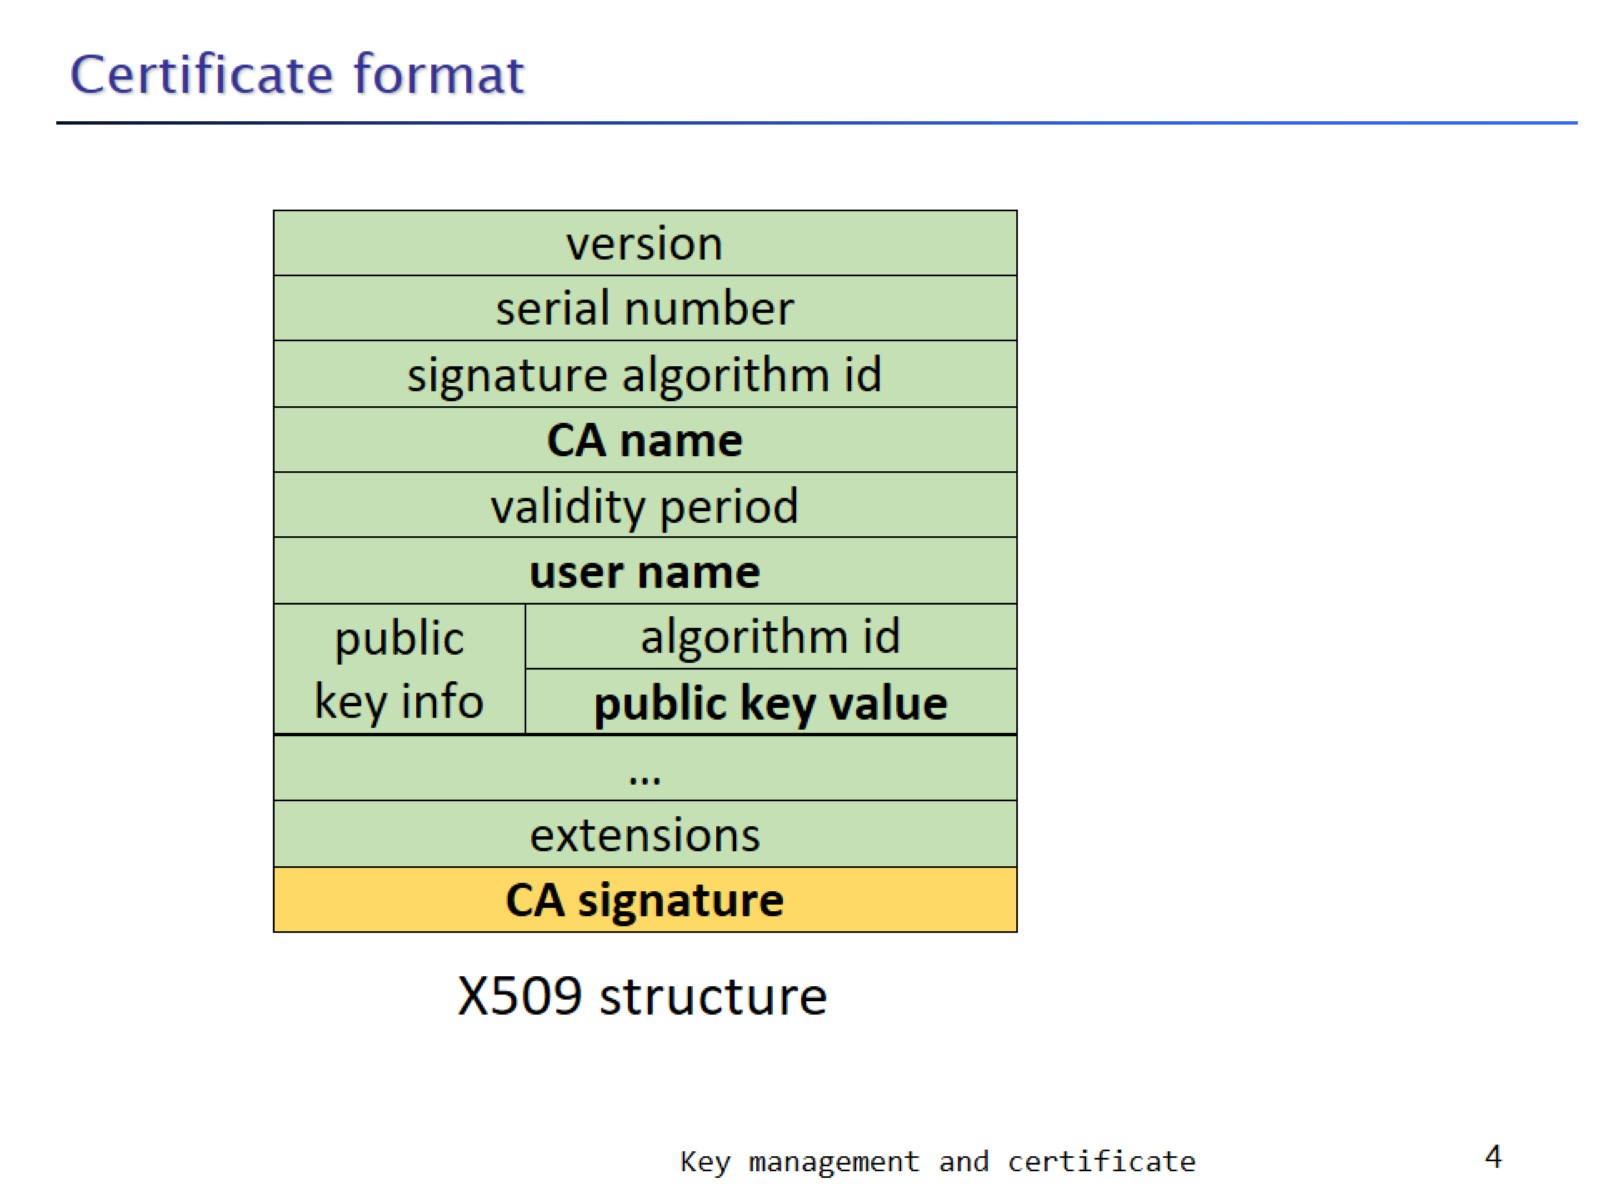 Certificate format
version
serial number
signature algorithm id
CA name
validity period
user name
public
key info
algorithm id
public key value
...
extensions
CA signature
X509 structure
Key management and certificate
4